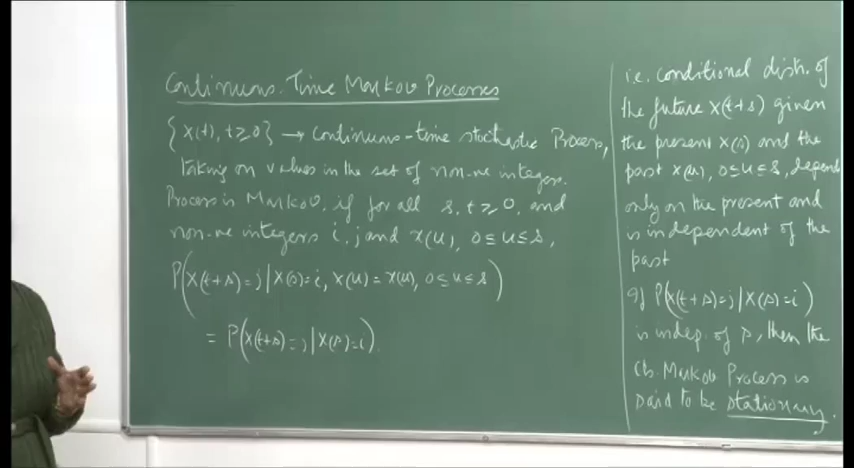 Continuous-Time Markov Processes
{X(t), t ≥ 0} → continuous-time stochastic Process,
taking on values in the set of non-ve integers.
Process is Markov, if for all s, t ≥ 0, and
non-ve integers i, j and x(u), 0 ≤ u ≤ s,
P(X(t+s)=j | X(s)=i, X(u)=x(u), 0 ≤ u ≤ s)
= P(X(t+s)=j | X(s)=i).
i.e. conditional distn. of
the future X(t+s) given
the present X(s) and the
past X(u), 0 ≤ u ≤ s, depend
only on the present and
is independent of the
past
If P(X(t+s)=j | X(s)=i)
is indep. of s, then the
Markov Process is
said to be stationary.